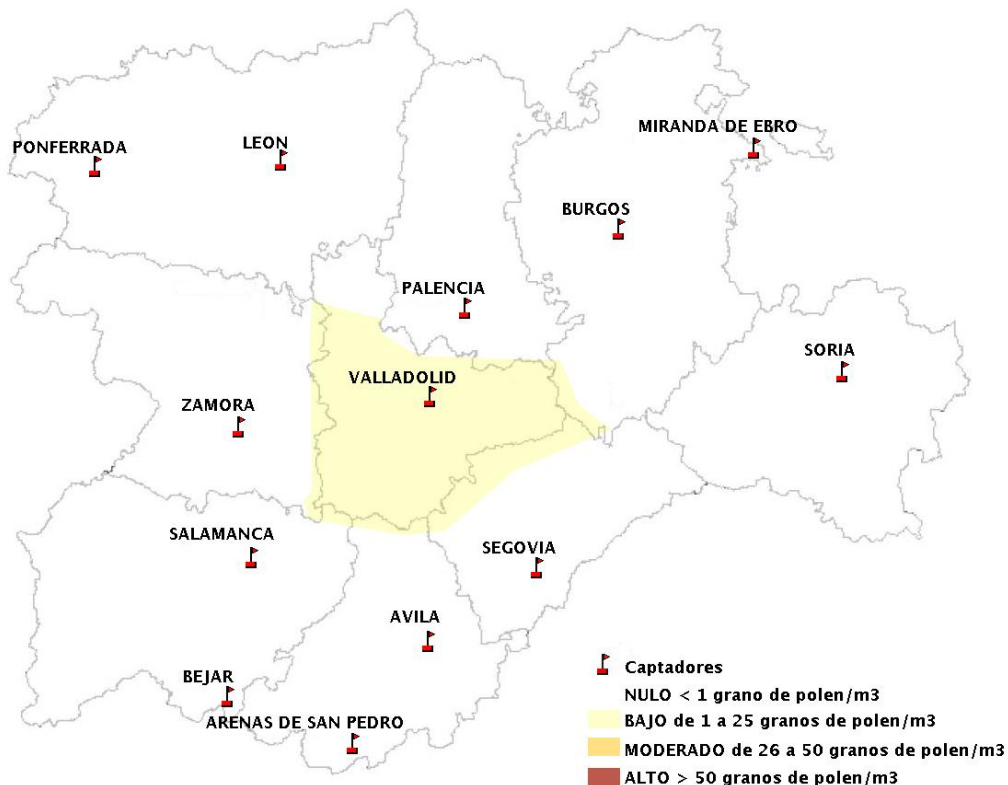 MIRANDA DE EBRO
PONFERRADA
LEON
BURGOS
PALENCIA
SORIA
VALLADOLID
ZAMORA
SALAMANCA
SEGOVIA
AVILA
Captadores
BEJAR
NULO < 1 grano de polen/m3
ARENAS DE SAN PEDRO
BAJO de 1 a 25 granos de polen/m3
MODERADO de 26 a 50 granos de polen/m3
ALTO > 50 granos de polen/m3